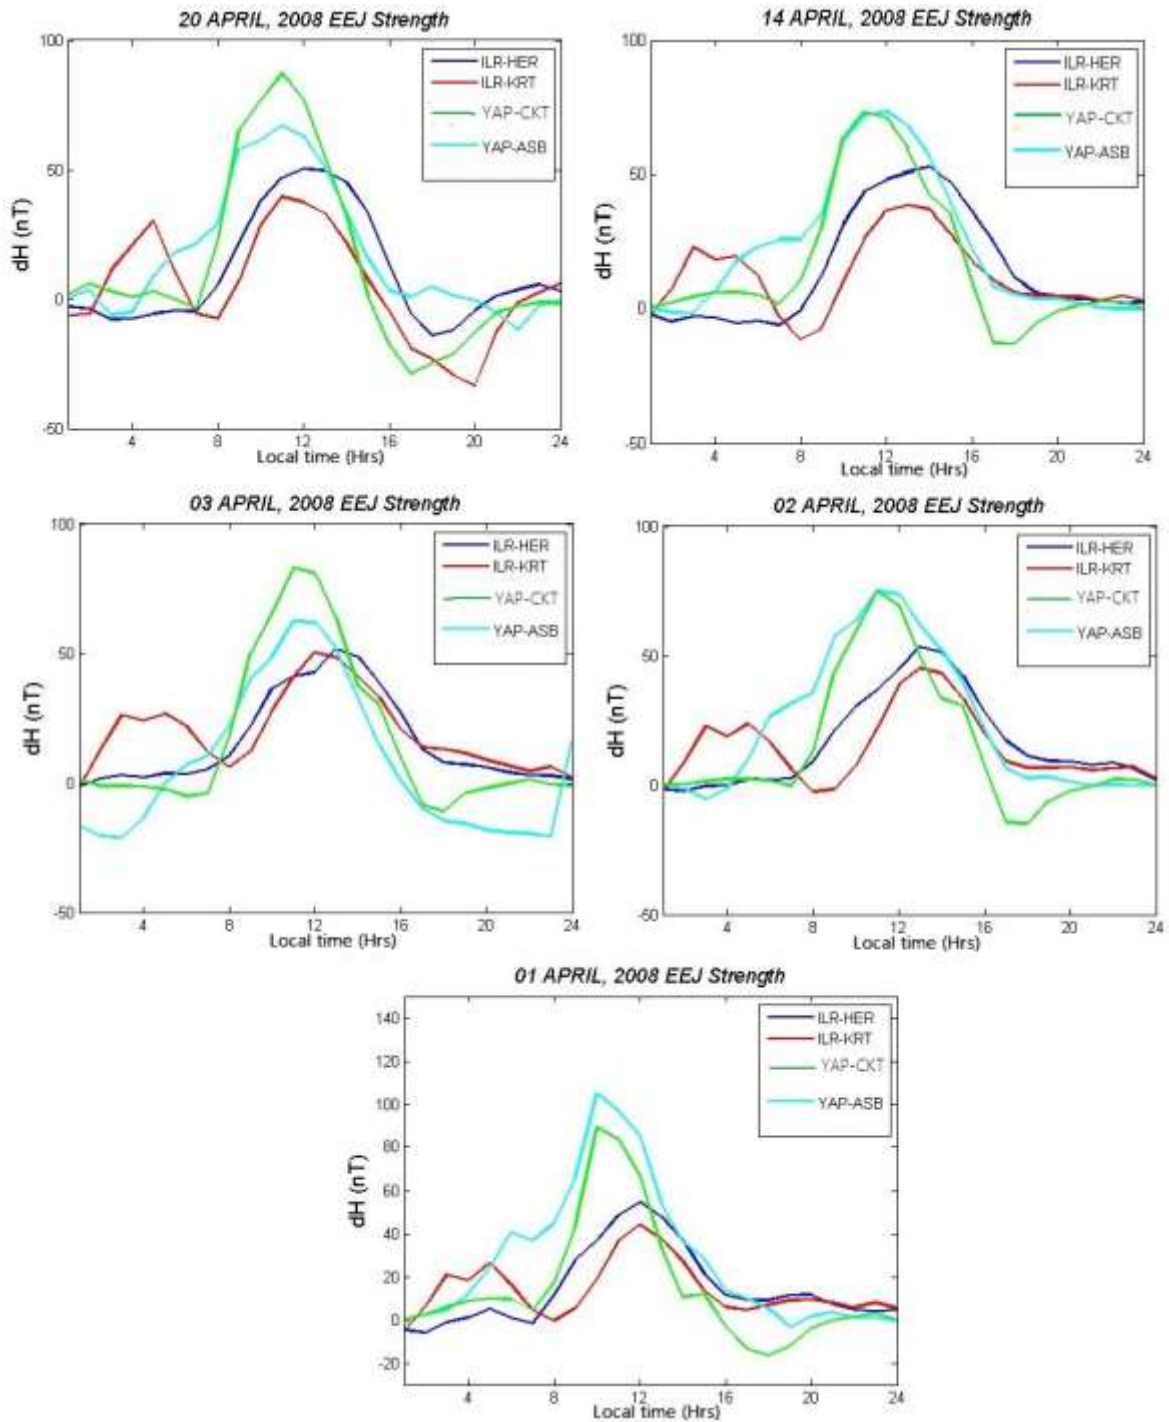 20 APRIL, 2008 EEJ Strength
100
50
0
-50
dH (nT)
4 8 12 16 20 24
Local time (Hrs)
ILR-HER
ILR-KRT
YAP-CKT
YAP-ASB
14 APRIL, 2008 EEJ Strength
100
50
0
-50
dH (nT)
4 8 12 16 20 24
Local time (Hrs)
ILR-HER
ILR-KRT
YAP-CKT
YAP-ASB
03 APRIL, 2008 EEJ Strength
100
50
0
-50
dH (nT)
4 8 12 16 20 24
Local time (Hrs)
ILR-HER
ILR-KRT
YAP-CKT
YAP-ASB
02 APRIL, 2008 EEJ Strength
100
50
0
-50
dH (nT)
4 8 12 16 20 24
Local time (Hrs)
ILR-HER
ILR-KRT
YAP-CKT
YAP-ASB
01 APRIL, 2008 EEJ Strength
140
120
100
80
60
40
20
0
-20
dH (nT)
4 8 12 16 20 24
Local time (Hrs)
ILR-HER
ILR-KRT
YAP-CKT
YAP-ASB